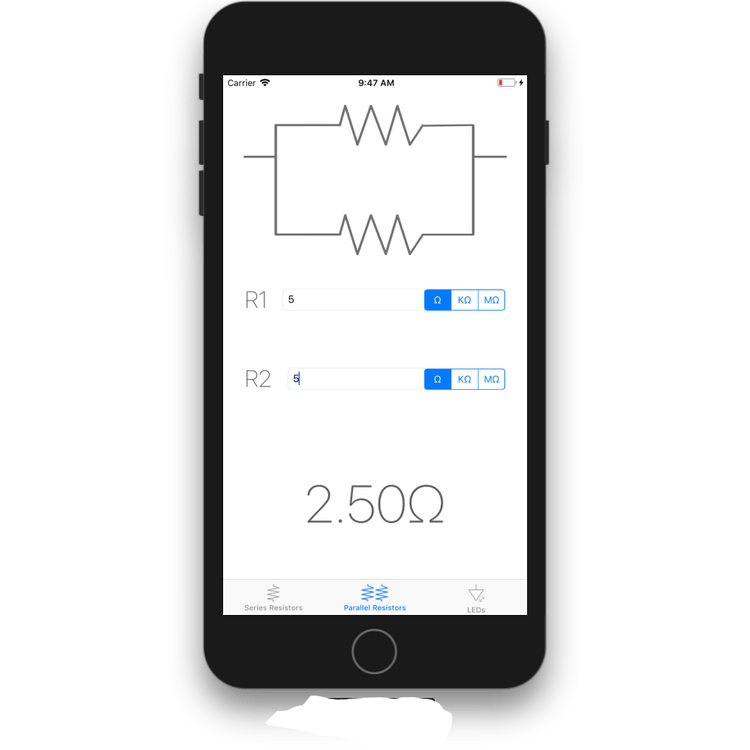 Carrier 9:47 AM
R1 5 Ω KΩ MΩ
R2 5 Ω KΩ MΩ
2.50Ω
Series Resistors Parallel Resistors LEDs